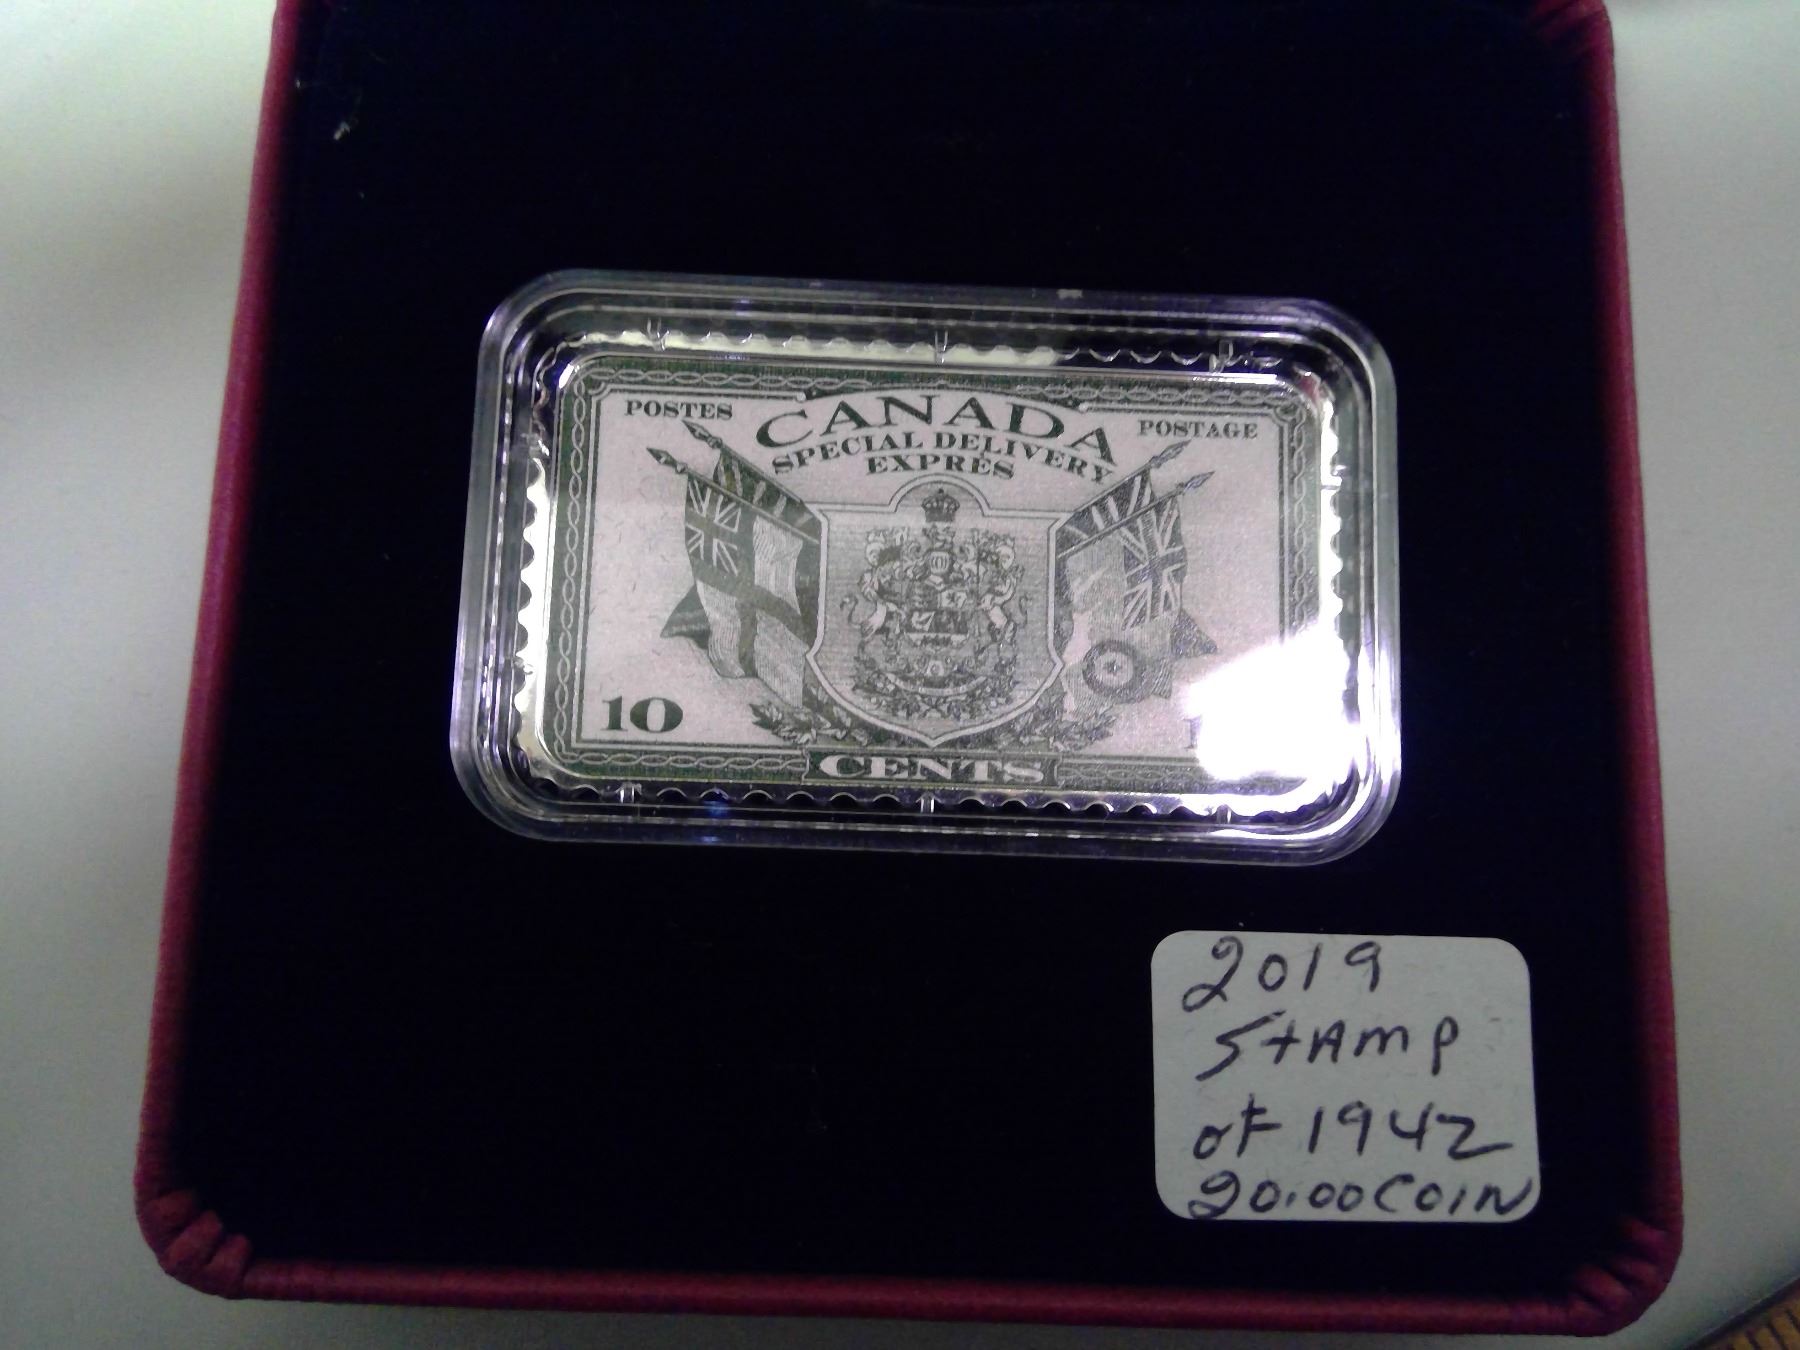 POSTES CANADA POSTAGE
SPECIAL DELIVERY
EXPRÈS
10
CENTS
2019
STAMP
OF 1942
20.00 COIN